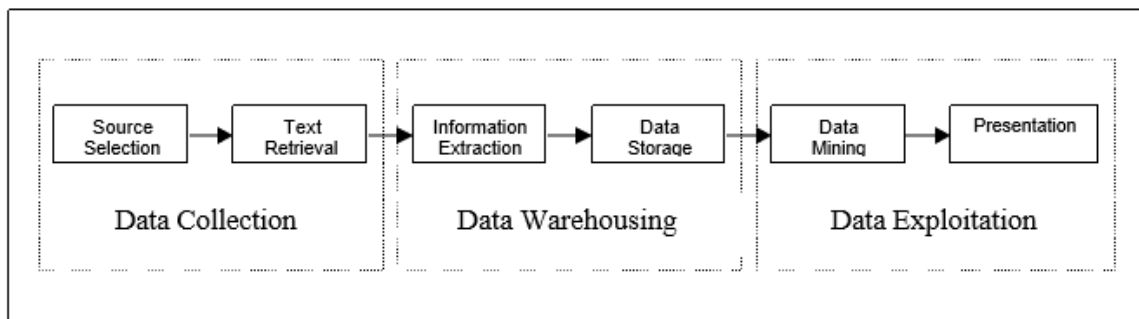 Source
Selection
Text
Retrieval
Information
Extraction
Data
Storage
Data
Mining
Presentation
Data Collection
Data Warehousing
Data Exploitation